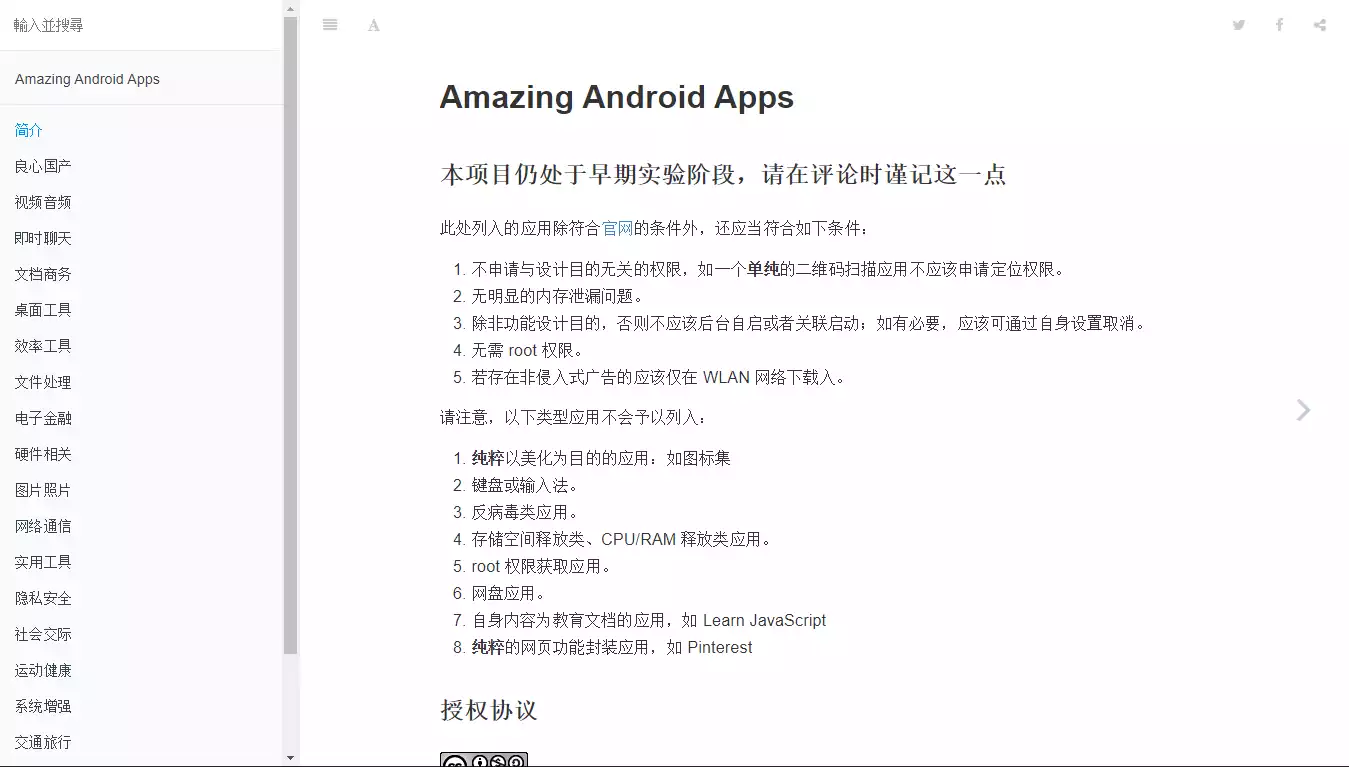 輸入並搜尋
Amazing Android Apps
简介
良心国产
视频音频
即时聊天
文档商务
桌面工具
效率工具
文件处理
电子金融
硬件相关
图片照片
网络通信
实用工具
隐私安全
社会交际
运动健康
系统增强
交通旅行
A
Amazing Android Apps
本项目仍处于早期实验阶段，请在评论时谨记这一点
此处列入的应用除符合官网的条件外，还应当符合如下条件：
1. 不申请与设计目的无关的权限，如一个单纯的二维码扫描应用不应该申请定位权限。
2. 无明显的内存泄漏问题。
3. 除非功能设计目的，否则不应该后台自启或者关联启动；如有必要，应该可通过自身设置取消。
4. 无需 root 权限。
5. 若存在非侵入式广告的应该仅在 WLAN 网络下载入。
请注意，以下类型应用不会予以列入：
1. 纯粹以美化为目的的应用：如图标集
2. 键盘或输入法。
3. 反病毒类应用。
4. 存储空间释放类、CPU/RAM 释放类应用。
5. root 权限获取应用。
6. 网盘应用。
7. 自身内容为教育文档的应用，如 Learn JavaScript
8. 纯粹的网页功能封装应用，如 Pinterest
授权协议